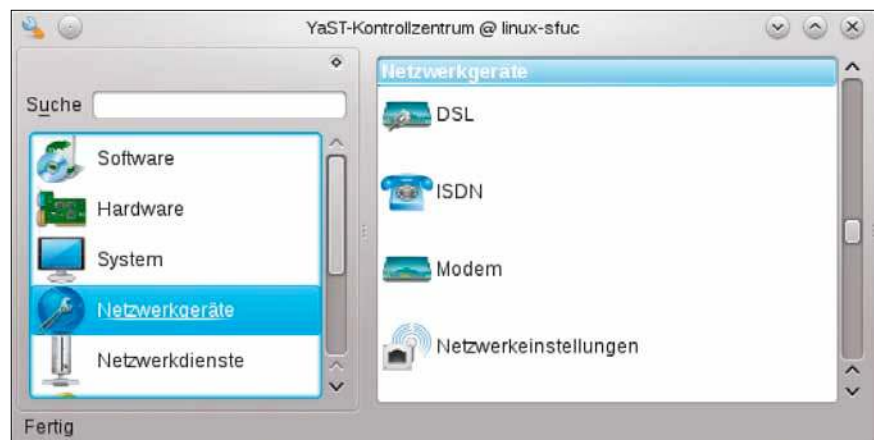 YaST-Kontrollzentrum @ linux-sfuc
Suche
Software
Hardware
System
Netzwerkgeräte
Netzwerkdienste
Netzwerkgeräte
DSL
ISDN
Modem
Netzwerkeinstellungen
Fertig